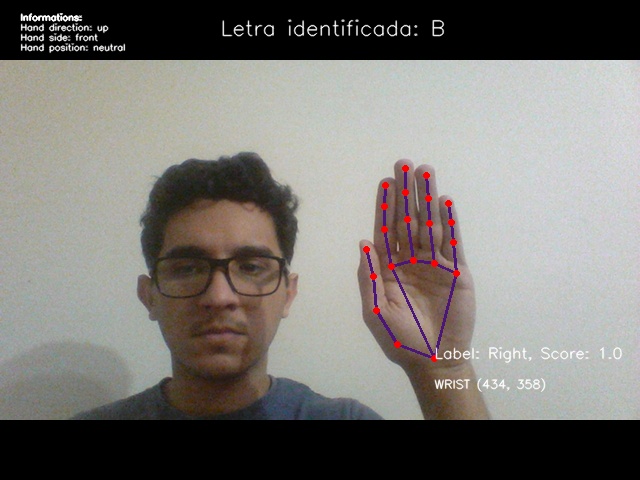 Informations:
Hand direction: up
Hand side: front
Hand position: neutral
Letra identificada: B
Label: Right, Score: 1.0
WRIST (434, 358)